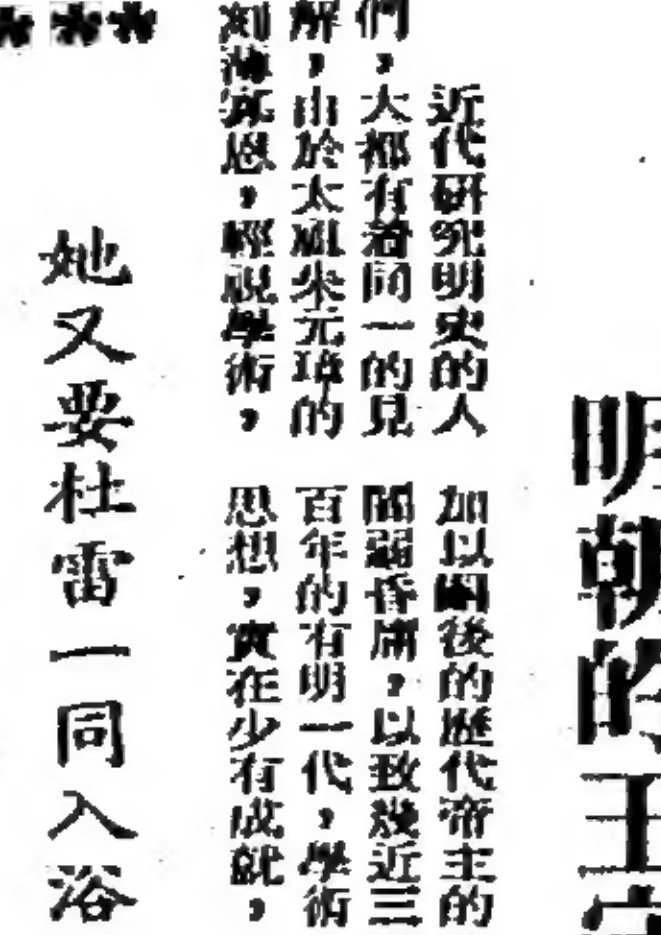 明朝的王
近代研究明史的人
們，大都有着同一的見
解，由於太祖朱元璋的
刻薄寡恩，輕視學術，
加以嗣後的歷代帝主的
闇弱昏庸，以致幾近三
百年的有明一代，學術
思想，實在少有成就，
她又要杜雷一同入浴